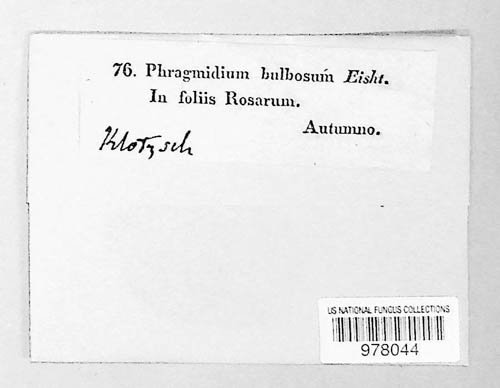 76. Phragmidium bulbosum Eisht.
In foliis Rosarum.
Autumno.
Klotzsch
US NATIONAL FUNGUS COLLECTIONS
978044